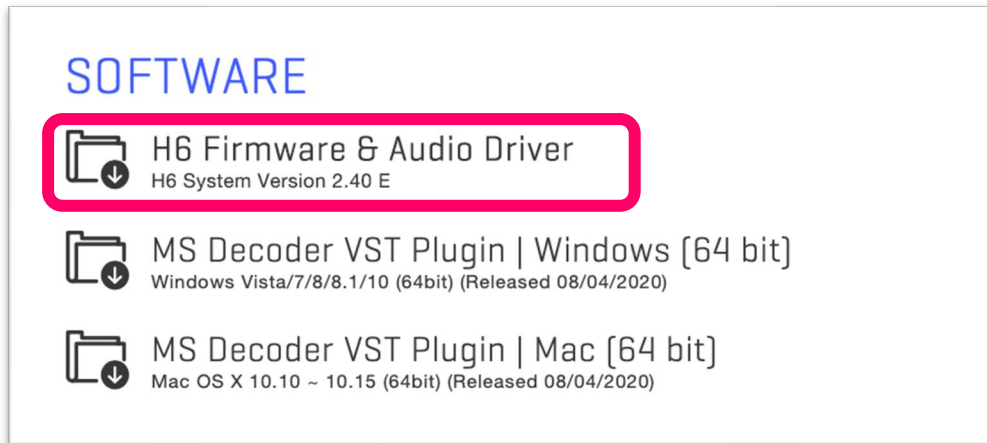 SOFTWARE
H6 Firmware & Audio Driver
H6 System Version 2.40 E
MS Decoder VST Plugin | Windows (64 bit)
Windows Vista/7/8/8.1/10 (64bit) (Released 08/04/2020)
MS Decoder VST Plugin | Mac (64 bit)
Mac OS X 10.10 ~ 10.15 (64bit) (Released 08/04/2020)